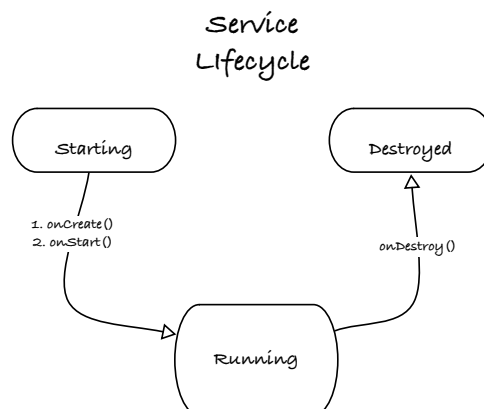 Service
LIfecycle
Starting
Destroyed
1. onCreate()
2. onStart()
onDestroy()
Running